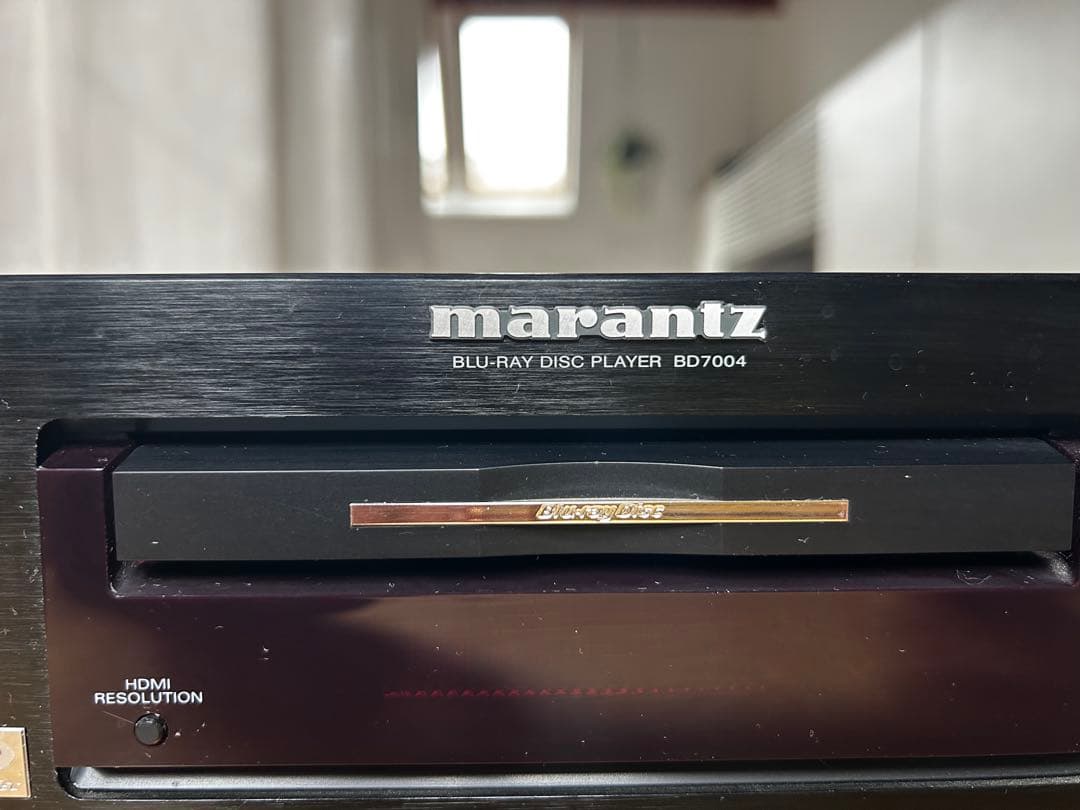 marantz
BLU-RAY DISC PLAYER BD7004
Blu-ray Disc
HDMI
RESOLUTION